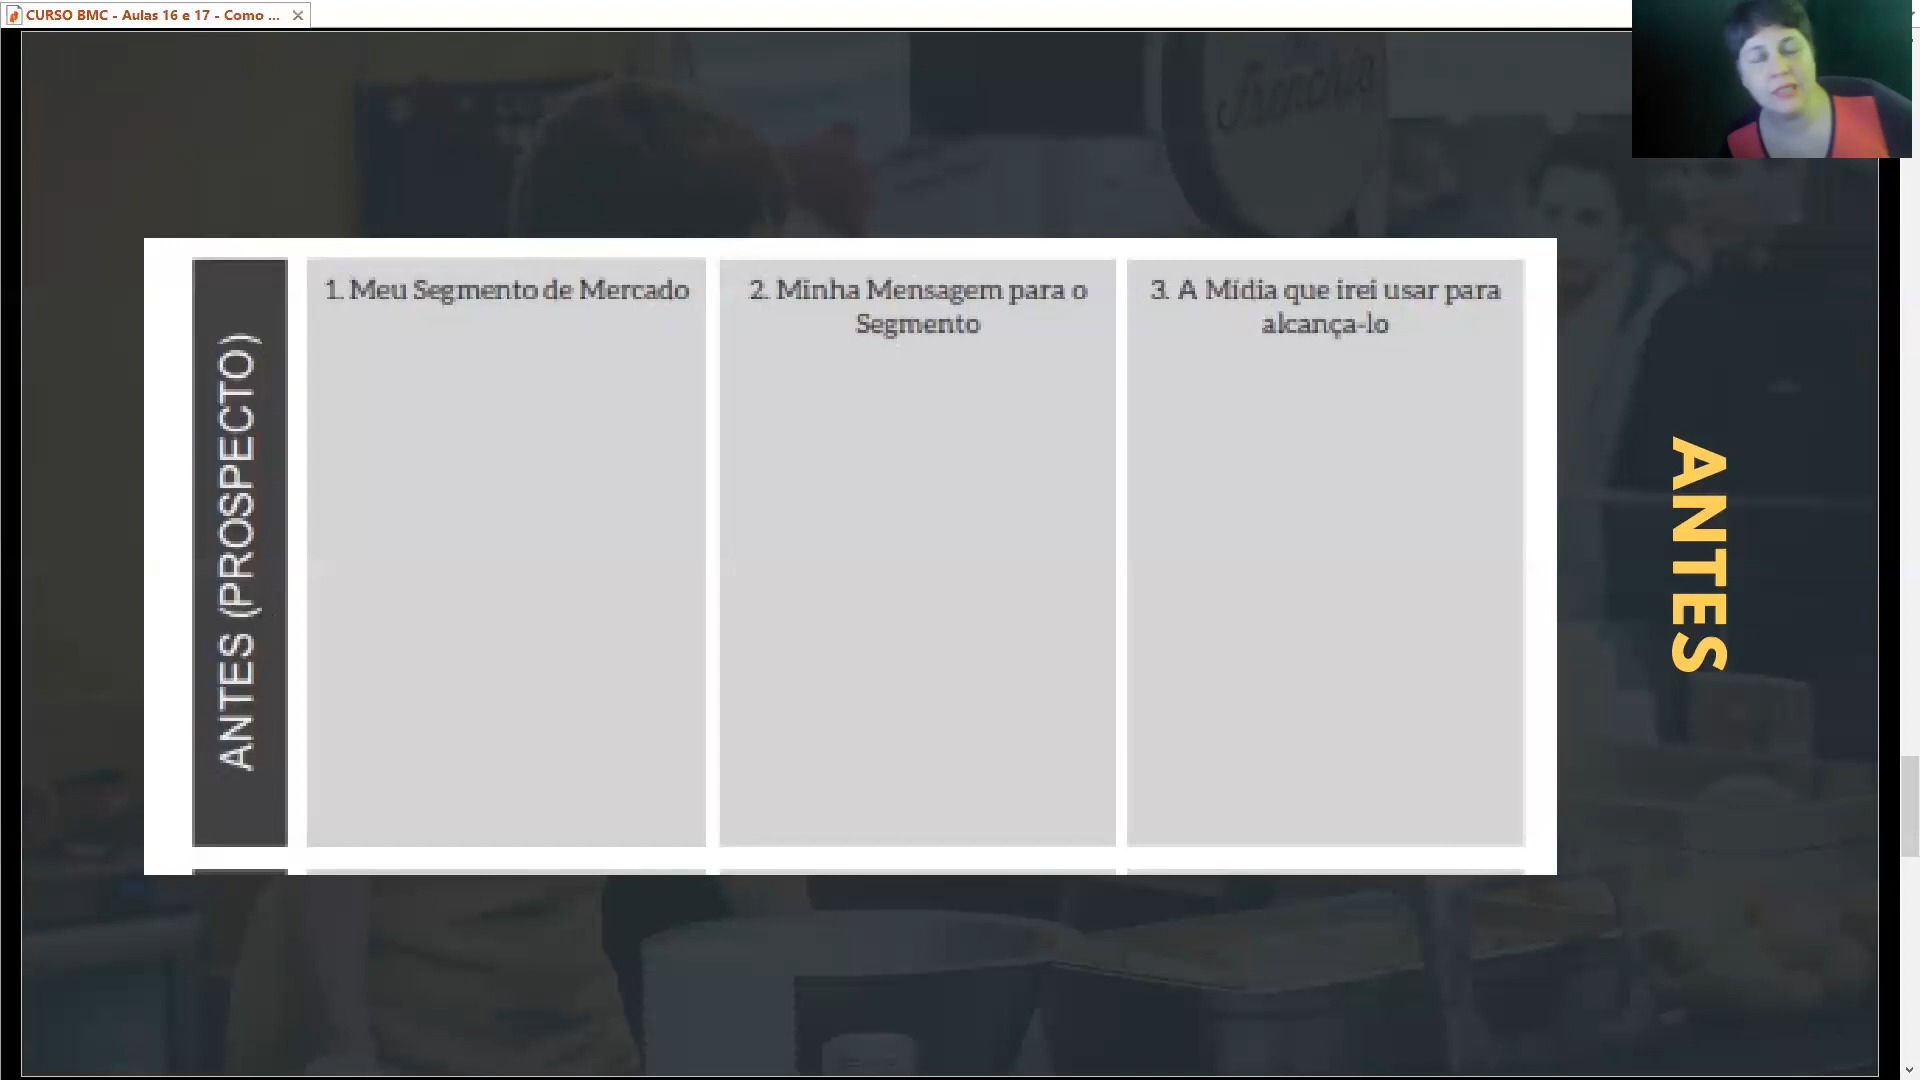 CURSO BMC - Aulas 16 e 17 - Como ...
Franchie
ANTES (PROSPECTO)
1. Meu Segmento de Mercado
2. Minha Mensagem para o
Segmento
3. A Mídia que irei usar para
alcança-lo
ANTES